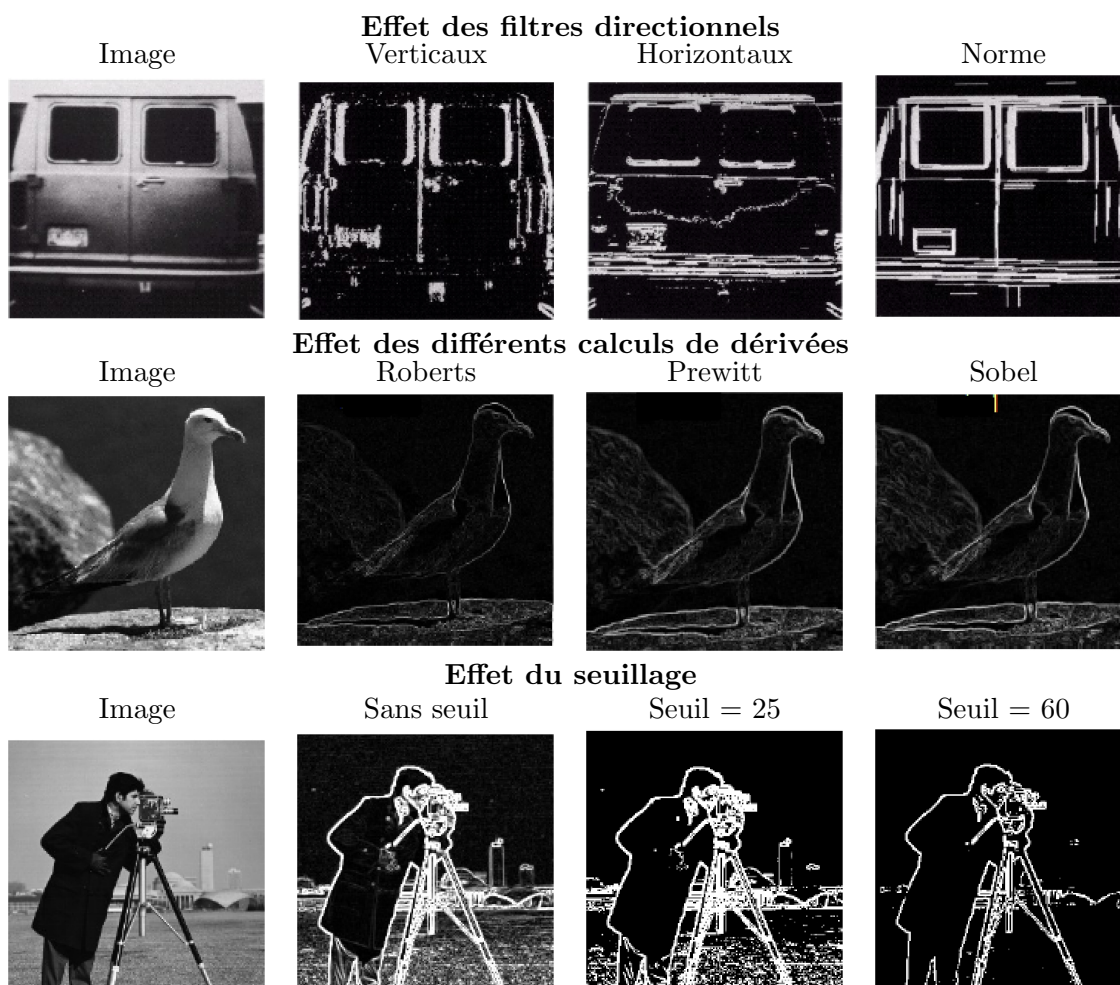 Effet des filtres directionnels
Image Verticaux Horizontaux Norme
Effet des différents calculs de dérivées
Image Roberts Prewitt Sobel
Effet du seuillage
Image Sans seuil Seuil = 25 Seuil = 60